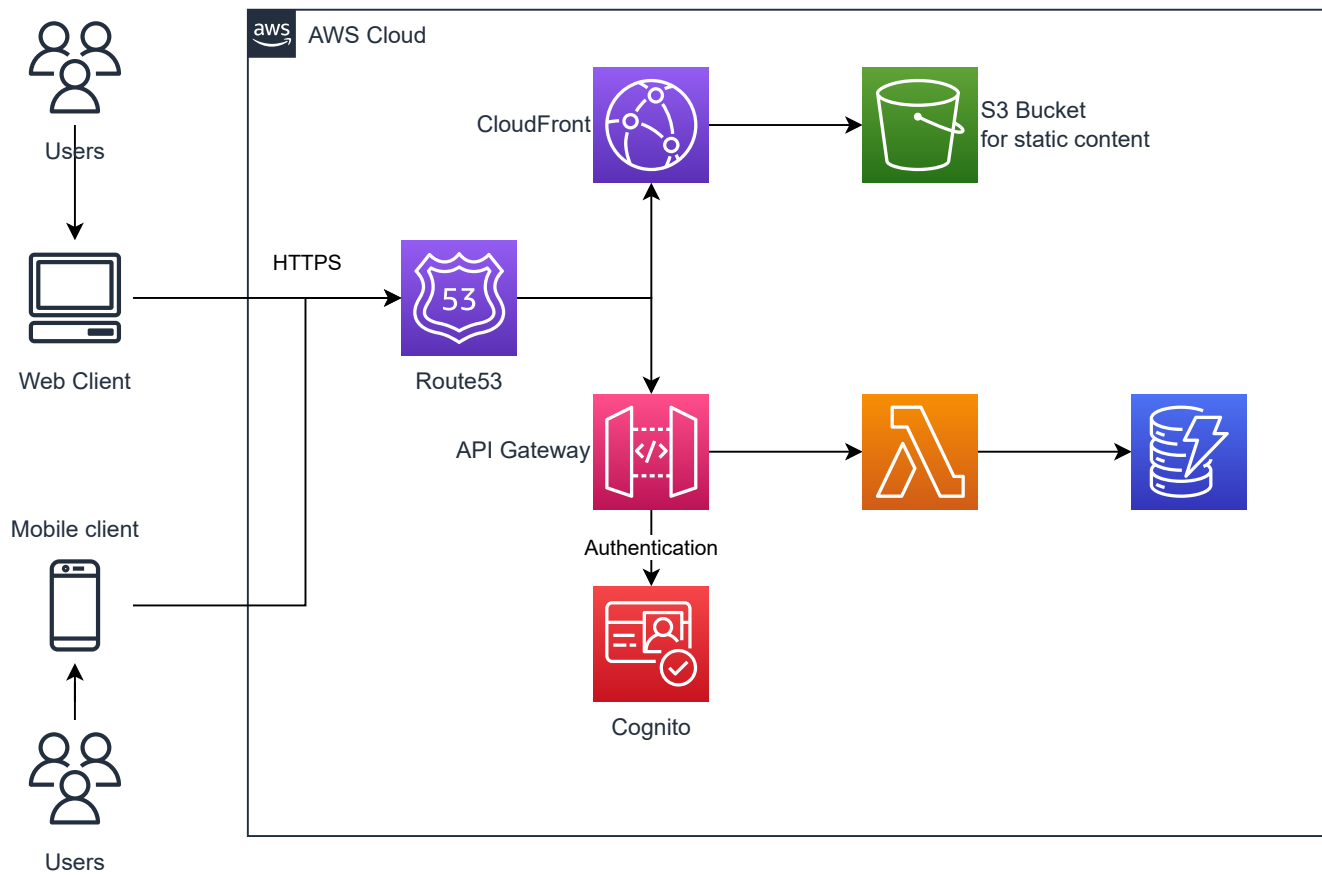 aws
AWS Cloud
Users
CloudFront
S3 Bucket
for static content
HTTPS
53
Web Client
Route53
API Gateway
</>
Mobile client
Authentication
Cognito
Users